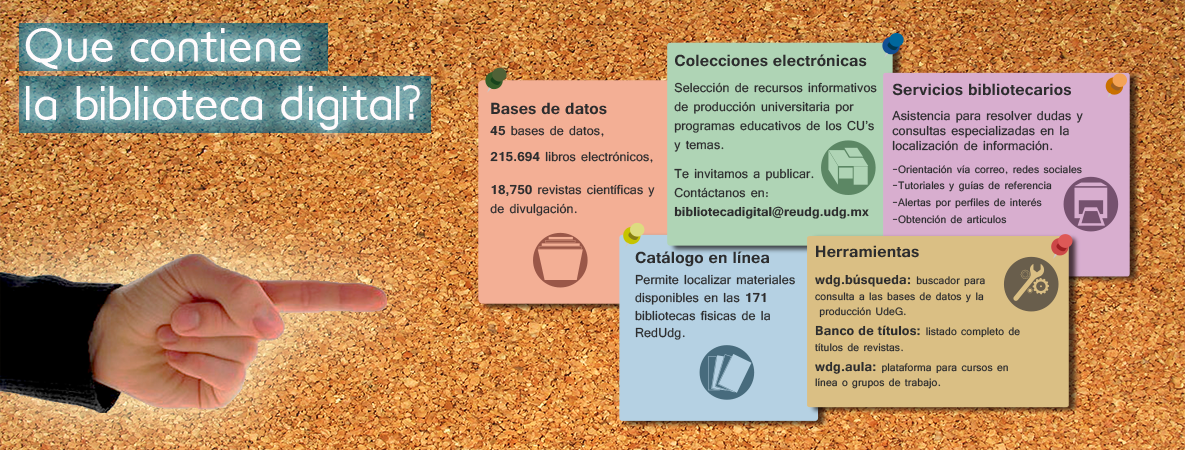 Que contiene
la biblioteca digital?
Bases de datos
45 bases de datos,
215.694 libros electrónicos,
18,750 revistas científicas y
de divulgación.
Colecciones electrónicas
Selección de recursos informativos
de producción universitaria por
programas educativos de los CU's
y temas.
Te invitamos a publicar.
Contáctanos en:
bibliotecadigital@reudg.udg.mx
Servicios bibliotecarios
Asistencia para resolver dudas y
consultas especializadas en la
localización de información.
-Orientación via correo, redes sociales
-Tutoriales y guias de referencia
-Alertas por perfiles de interés
-Obtención de articulos
Catálogo en línea
Permite localizar materiales
disponibles en las 171
bibliotecas fisicas de la
RedUdg.
Herramientas
wdg.búsqueda: buscador para
consulta a las bases de datos y la
producción UdeG.
Banco de títulos: listado completo de
títulos de revistas.
wdg.aula: plataforma para cursos en
línea o grupos de trabajo.